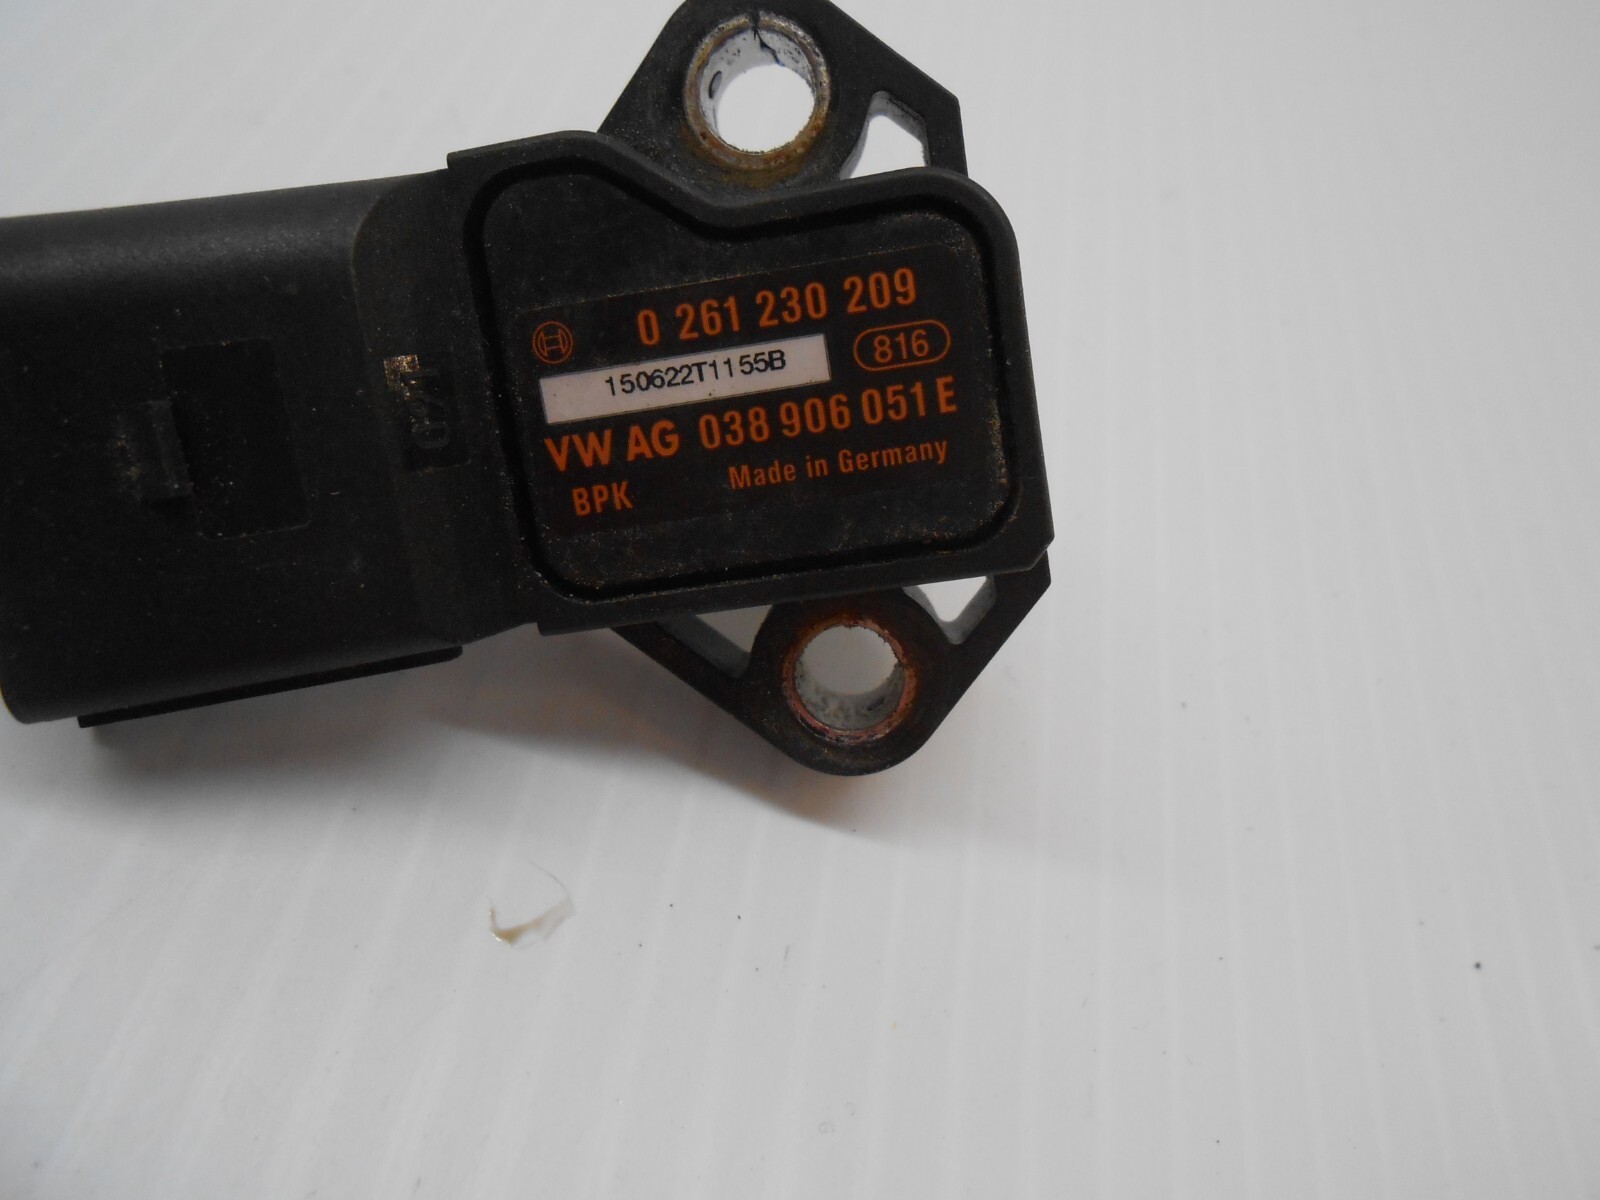 0 261 230 209
150622T1155B
816
VW AG 038 906 051 E
BPK Made in Germany